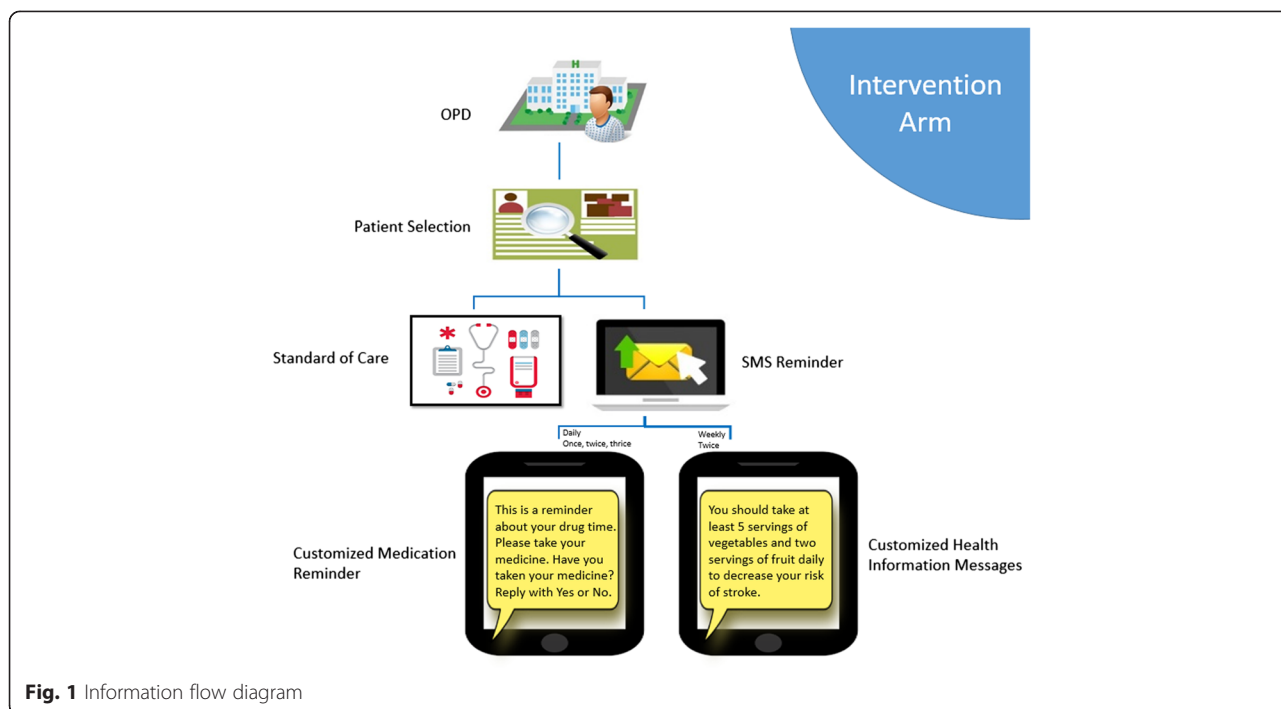 Intervention
Arm
H
OPD
Patient Selection
Standard of Care
SMS Reminder
Daily
Once, twice, thrice
Weekly
Twice
Customized Medication
Reminder
This is a reminder
about your drug time.
Please take your
medicine. Have you
taken your medicine?
Reply with Yes or No.
You should take at
least 5 servings of
vegetables and two
servings of fruit daily
to decrease your risk
of stroke.
Customized Health
Information Messages
Fig. 1 Information flow diagram